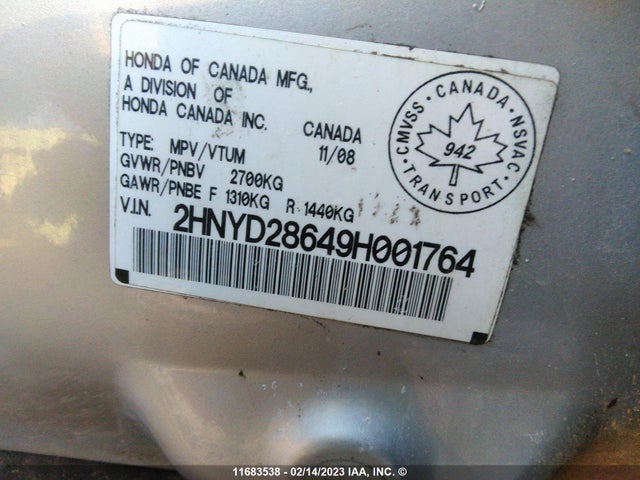 HONDA OF CANADA MFG.,
A DIVISION OF
HONDA CANADA INC. CANADA
TYPE: MPV/VTUM 11/08
GVWR/PNBV 2700KG
GAWR/PNBE F 1310KG R 1440KG
V.I.N. 2HNYD28649H001764
CMVSS · CANADA · NSVAC
942
· TRANSPORT ·
11683538 - 02/14/2023 IAA, Inc.